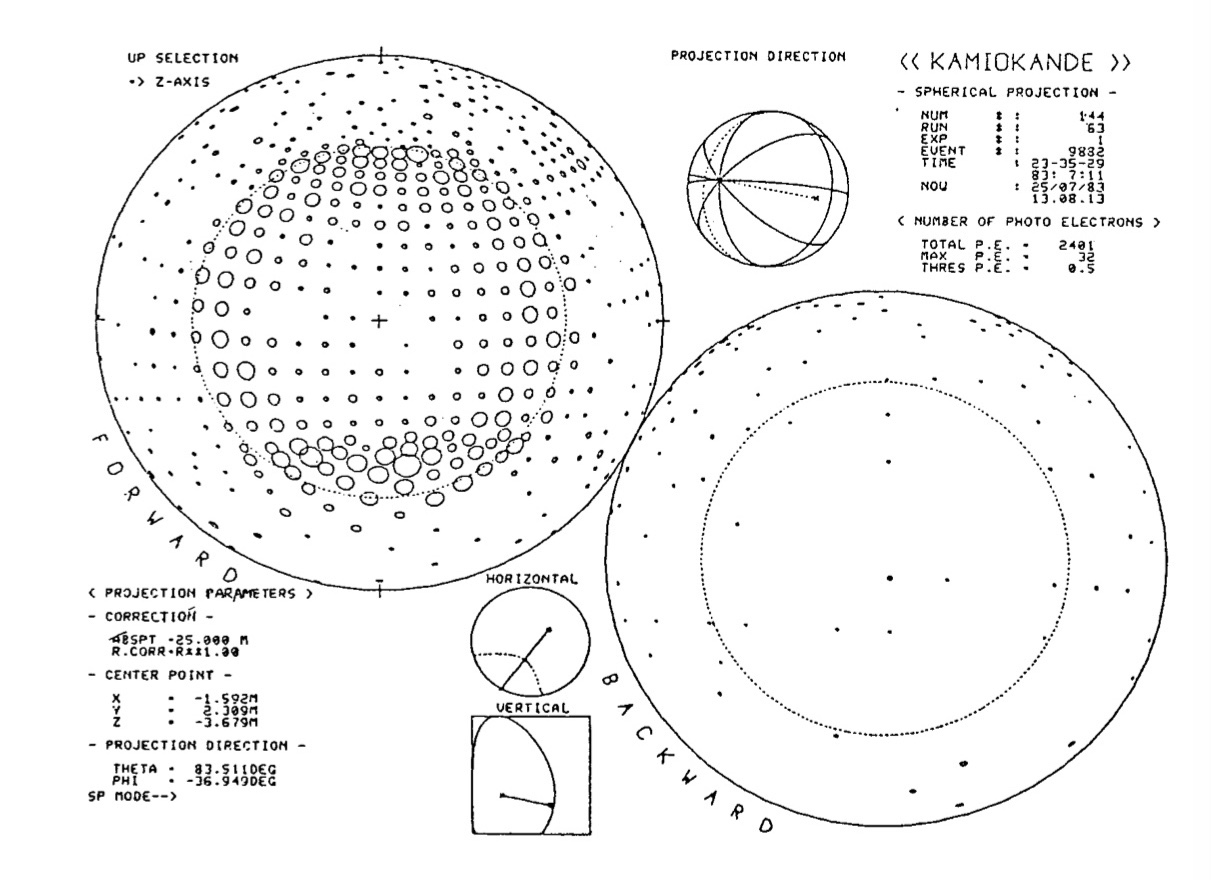 UP SELECTION
-> Z-AXIS
PROJECTION DIRECTION
<< KAMIOKANDE >>
- SPHERICAL PROJECTION -
NUM # : 144
RUN # : 63
EXP # : 1
EVENT # : 9882
TIME : 23-35-29
83: 7:11
NOW : 25/07/83
13.08.13
< NUMBER OF PHOTO ELECTRONS >
TOTAL P.E. = 2401
MAX P.E. = 32
THRES P.E. = 0.5
FORWARD
< PROJECTION PARAMETERS >
- CORRECTION -
ABSPT =25.000 M
R.CORR=R**1.00
- CENTER POINT -
X = -1.592M
Y = 2.309M
Z = -3.679M
- PROJECTION DIRECTION -
THETA = 83.511DEG
PHI = -36.949DEG
SP MODE-->
HORIZONTAL
VERTICAL
BACKWARD